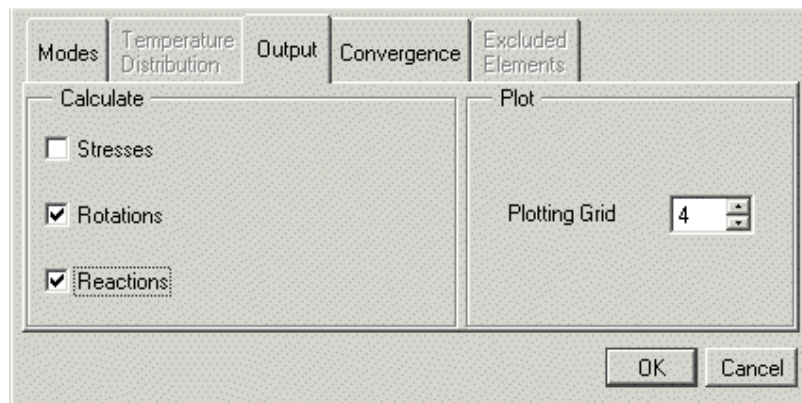 Modes
Temperature
Distribution
Output
Convergence
Excluded
Elements
Calculate
Stresses
Rotations
Reactions
Plot
Plotting Grid
4
OK
Cancel